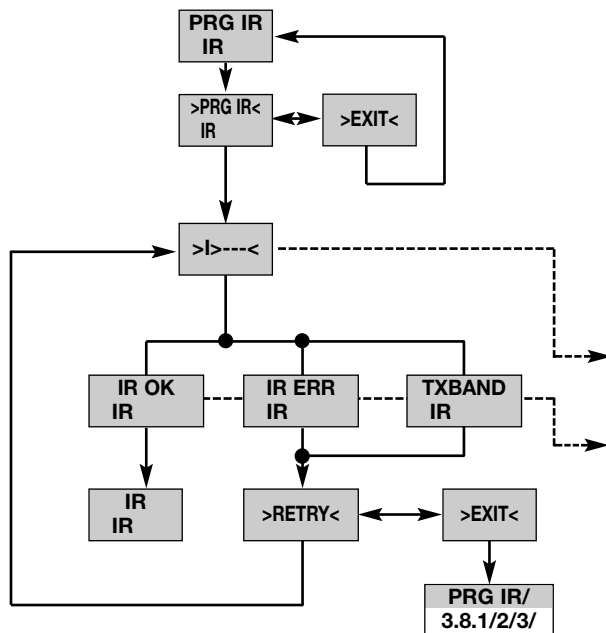 PRG IR
IR
>PRG IR<
IR
>EXIT<
>I>---<
IR OK
IR
IR ERR
IR
TXBAND
IR
IR
IR
>RETRY<
>EXIT<
PRG IR/
3.8.1/2/3/